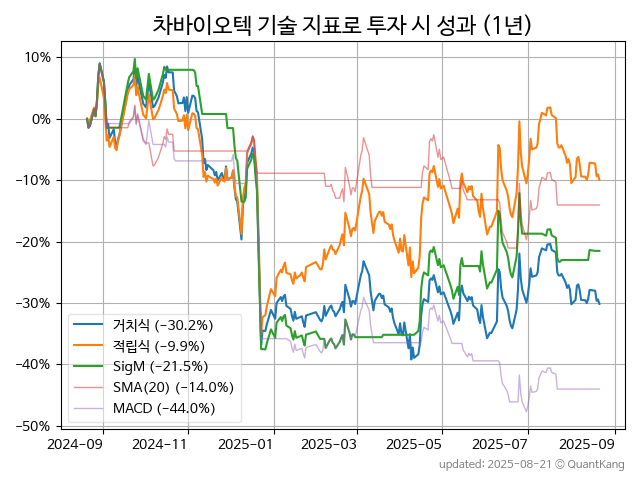 차바이오텍 기술 지표로 투자 시 성과 (1년)
10%
0%
−10%
−20%
−30%
−40%
−50%
거치식 (−30.2%)
적립식 (−9.9%)
SigM (−21.5%)
SMA(20) (−14.0%)
MACD (−44.0%)
2024-09 2024-11 2025-01 2025-03 2025-05 2025-07 2025-09
updated: 2025-08-21 © QuantKang